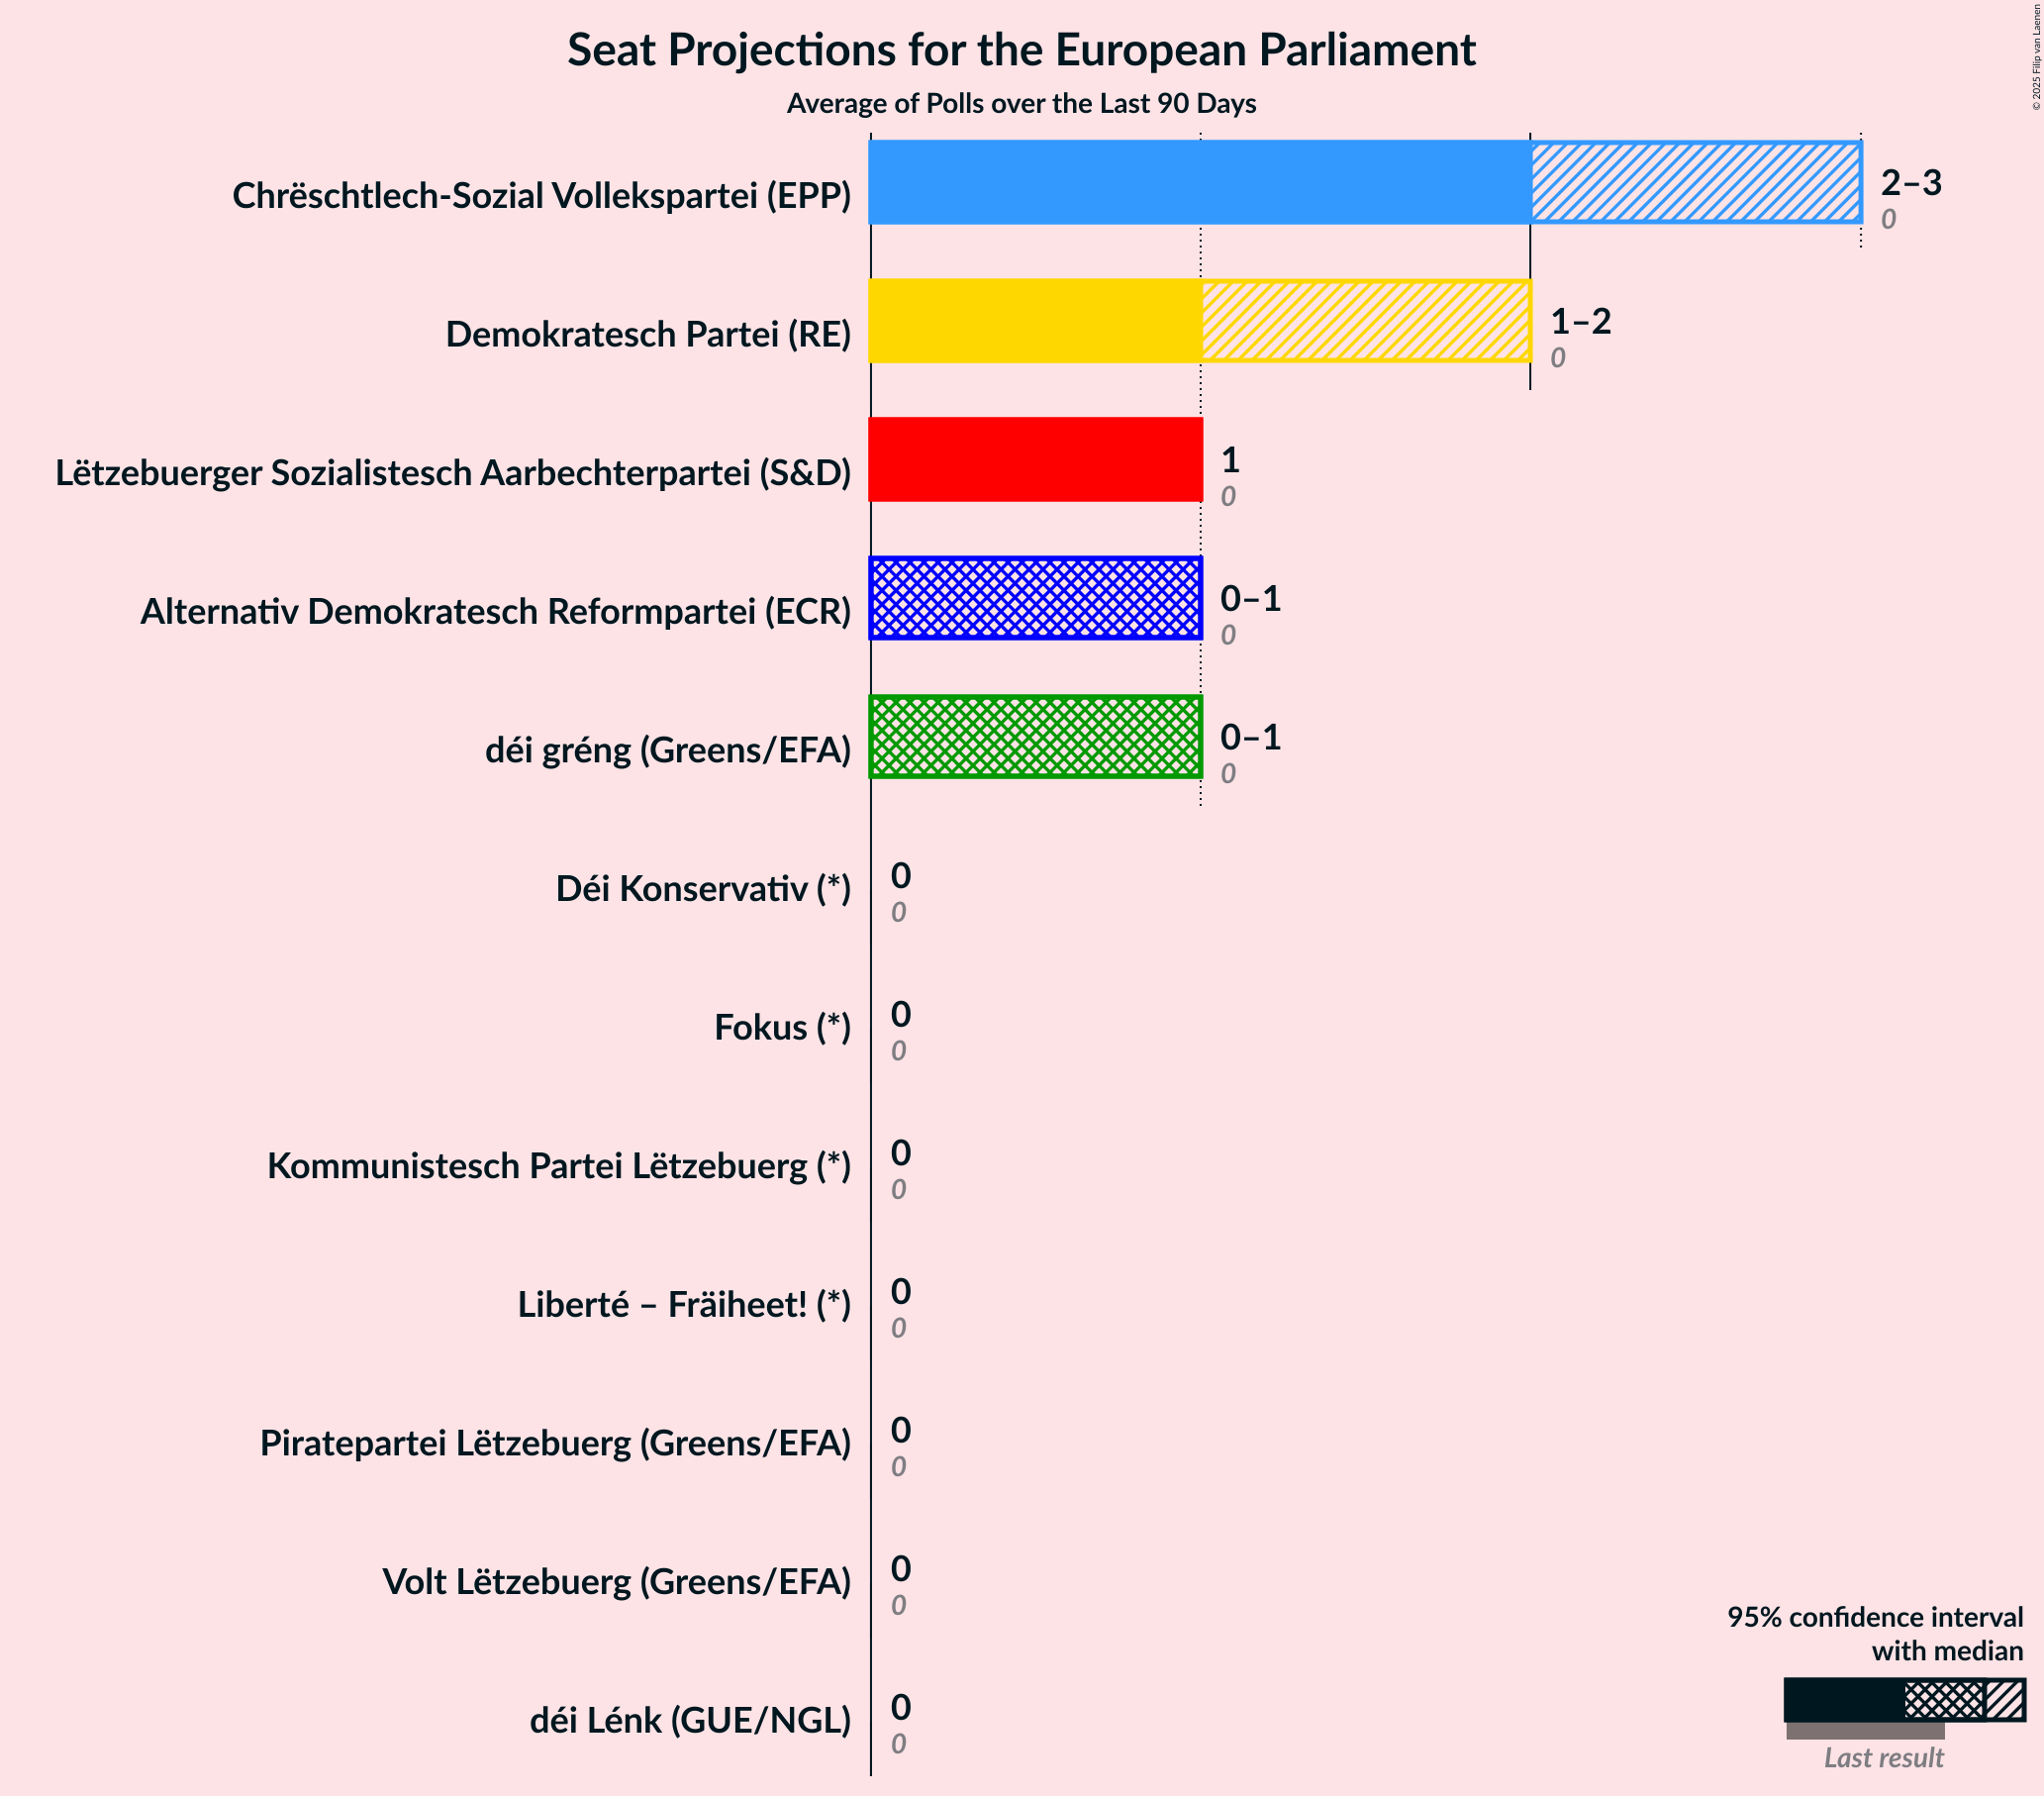 Seat Projections for the European Parliament
Average of Polls over the Last 90 Days
© 2025 Filip van Laenen
Chrëschtlech-Sozial Vollekspartei (EPP)
2–3
0
Demokratesch Partei (RE)
1–2
0
Lëtzebuerger Sozialistesch Aarbechterpartei (S&D)
1
0
Alternativ Demokratesch Reformpartei (ECR)
0–1
0
déi gréng (Greens/EFA)
0–1
0
Déi Konservativ (*)
0
0
Fokus (*)
0
0
Kommunistesch Partei Lëtzebuerg (*)
0
0
Liberté – Fräiheet! (*)
0
0
Piratepartei Lëtzebuerg (Greens/EFA)
0
0
Volt Lëtzebuerg (Greens/EFA)
0
0
déi Lénk (GUE/NGL)
0
0
95% confidence interval
with median
Last result